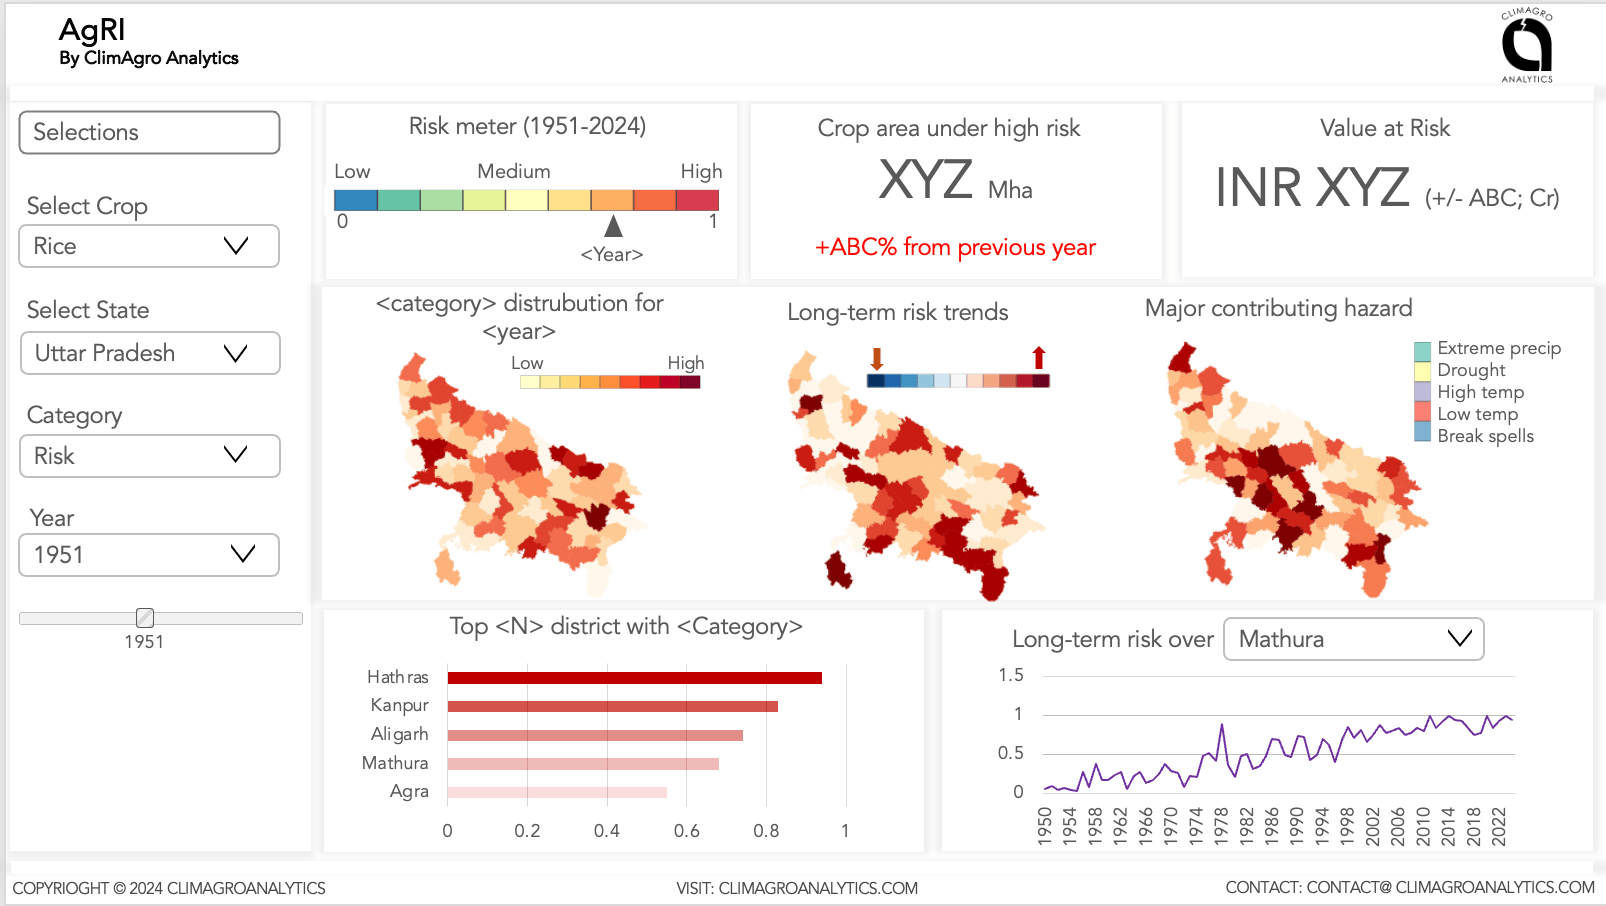 AgRI
By ClimAgro Analytics
CLIMAGRO
ANALYTICS
Selections
Select Crop
Rice
Select State
Uttar Pradesh
Category
Risk
Year
1951
1951
Risk meter (1951-2024)
Low Medium High
0 1
<Year>
Crop area under high risk
XYZ Mha
+ABC% from previous year
Value at Risk
INR XYZ (+/- ABC; Cr)
<category> distrubution for
<year>
Low High
Long-term risk trends
Major contributing hazard
Extreme precip
Drought
High temp
Low temp
Break spells
Top <N> district with <Category>
Hathras
Kanpur
Aligarh
Mathura
Agra
0 0.2 0.4 0.6 0.8 1
Long-term risk over Mathura
1.5
1
0.5
0
1950 1954 1958 1962 1966 1970 1974 1978 1982 1986 1990 1994 1998 2002 2006 2010 2014 2018 2022
COPYRIOGHT © 2024 CLIMAGROANALYTICS
VISIT: CLIMAGROANALYTICS.COM
CONTACT: CONTACT@ CLIMAGROANALYTICS.COM